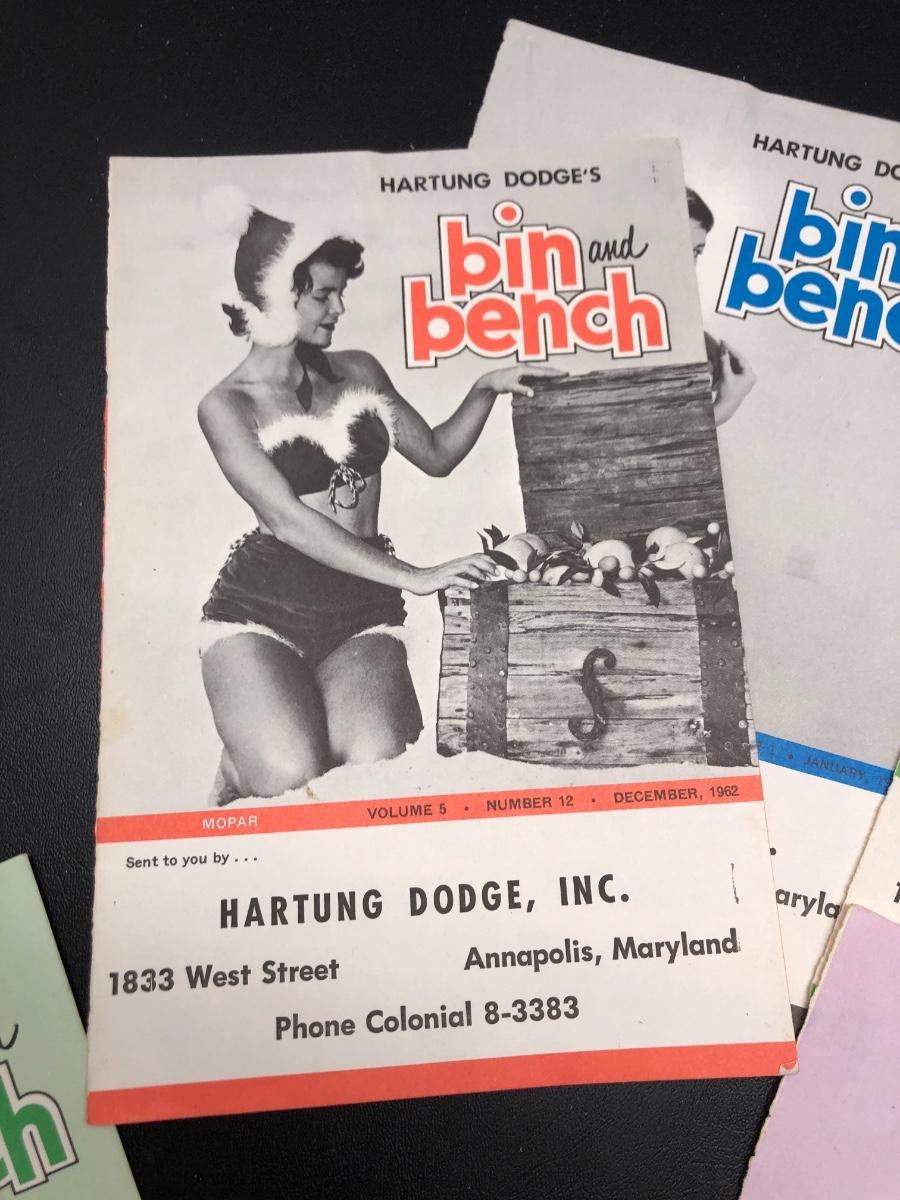 HARTUNG DODGE'S
bin and
bench
MOPAR VOLUME 5 • NUMBER 12 • DECEMBER, 1962
Sent to you by . . .
HARTUNG DODGE, INC.
1833 West Street Annapolis, Maryland
Phone Colonial 8-3383
HARTUNG DO
bin
benc
• JANUARY, 19
aryla
h